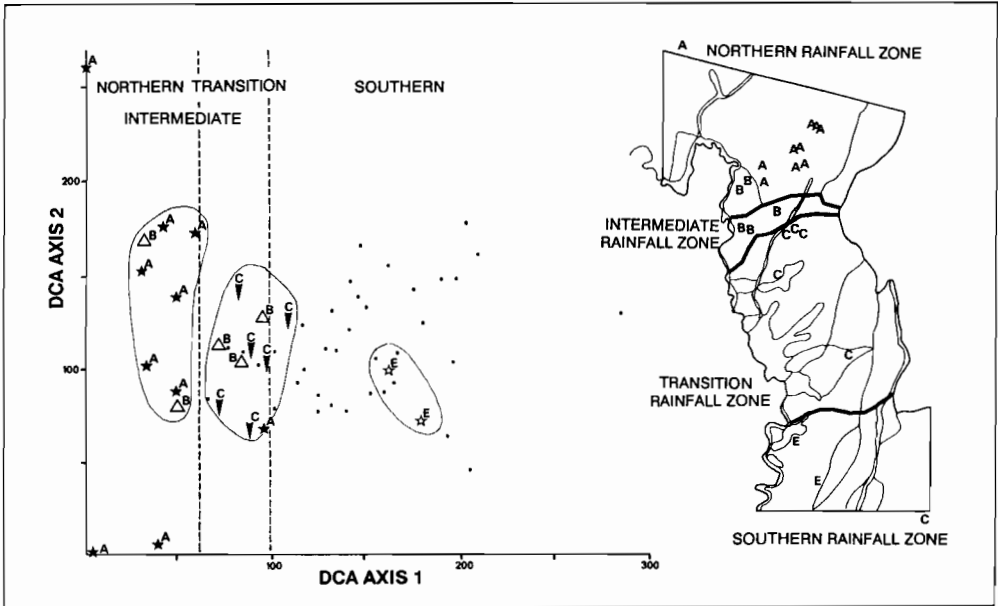 NORTHERN TRANSITION SOUTHERN
INTERMEDIATE
A
A
A
B
A
A
A
A
B
A
A
C
C
B
B
C
B
C
C
C
A
E
E
200
100
DCA AXIS 2
100
200
300
DCA AXIS 1
A
NORTHERN RAINFALL ZONE
A A A
A A
A A A
A
B B
B
B B
C C C
INTERMEDIATE
RAINFALL ZONE
C
C
TRANSITION
RAINFALL ZONE
E
E
C
SOUTHERN RAINFALL ZONE